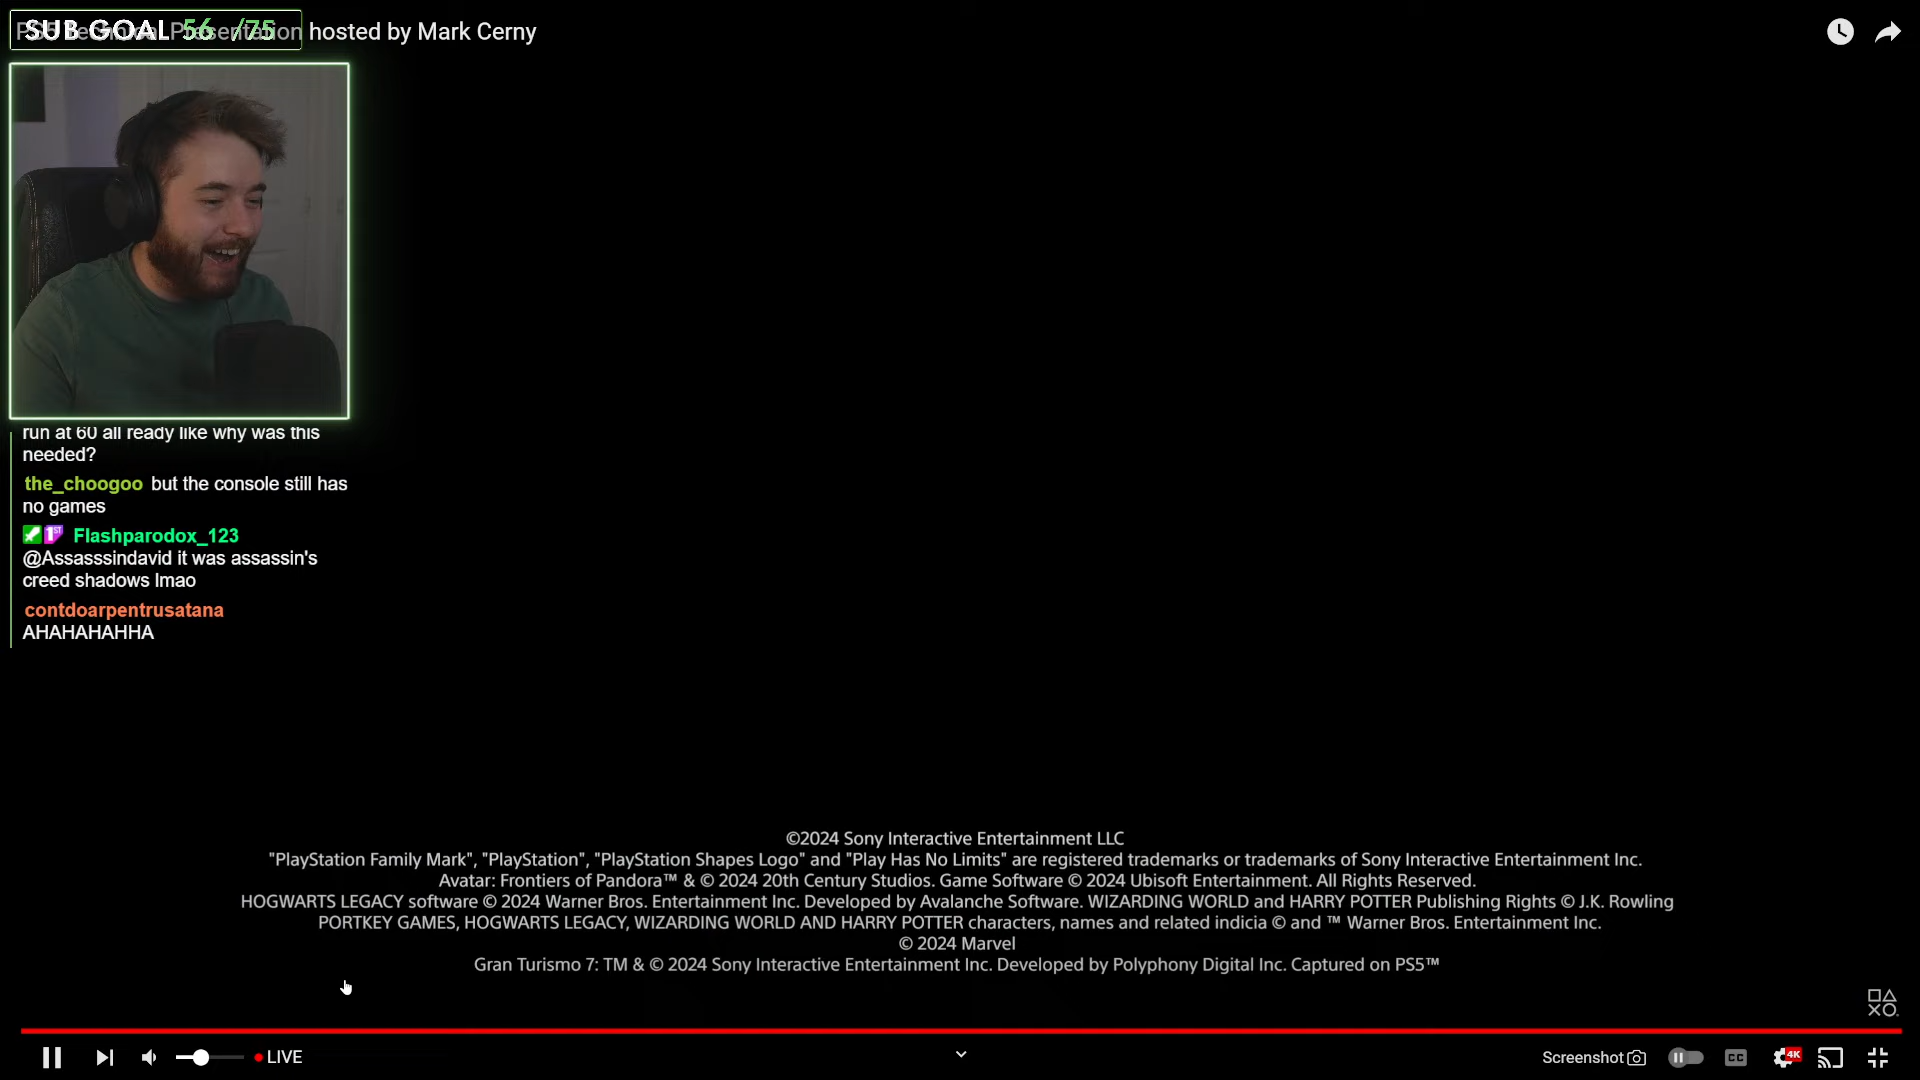 SUB GOAL 56 /75
PS5 Technical Presentation hosted by Mark Cerny
run at 60 all ready like why was this
needed?
the_choogoo but the console still has
no games
1ST Flashparodox_123
@Assasssindavid it was assassin's
creed shadows lmao
contdoarpentrusatana
AHAHAHAHHA
©2024 Sony Interactive Entertainment LLC
"PlayStation Family Mark", "PlayStation", "PlayStation Shapes Logo" and "Play Has No Limits" are registered trademarks or trademarks of Sony Interactive Entertainment Inc.
Avatar: Frontiers of Pandora™ & © 2024 20th Century Studios. Game Software © 2024 Ubisoft Entertainment. All Rights Reserved.
HOGWARTS LEGACY software © 2024 Warner Bros. Entertainment Inc. Developed by Avalanche Software. WIZARDING WORLD and HARRY POTTER Publishing Rights © J.K. Rowling
PORTKEY GAMES, HOGWARTS LEGACY, WIZARDING WORLD AND HARRY POTTER characters, names and related indicia © and ™ Warner Bros. Entertainment Inc.
© 2024 Marvel
Gran Turismo 7: TM & © 2024 Sony Interactive Entertainment Inc. Developed by Polyphony Digital Inc. Captured on PS5™
LIVE
Screenshot
CC
4K